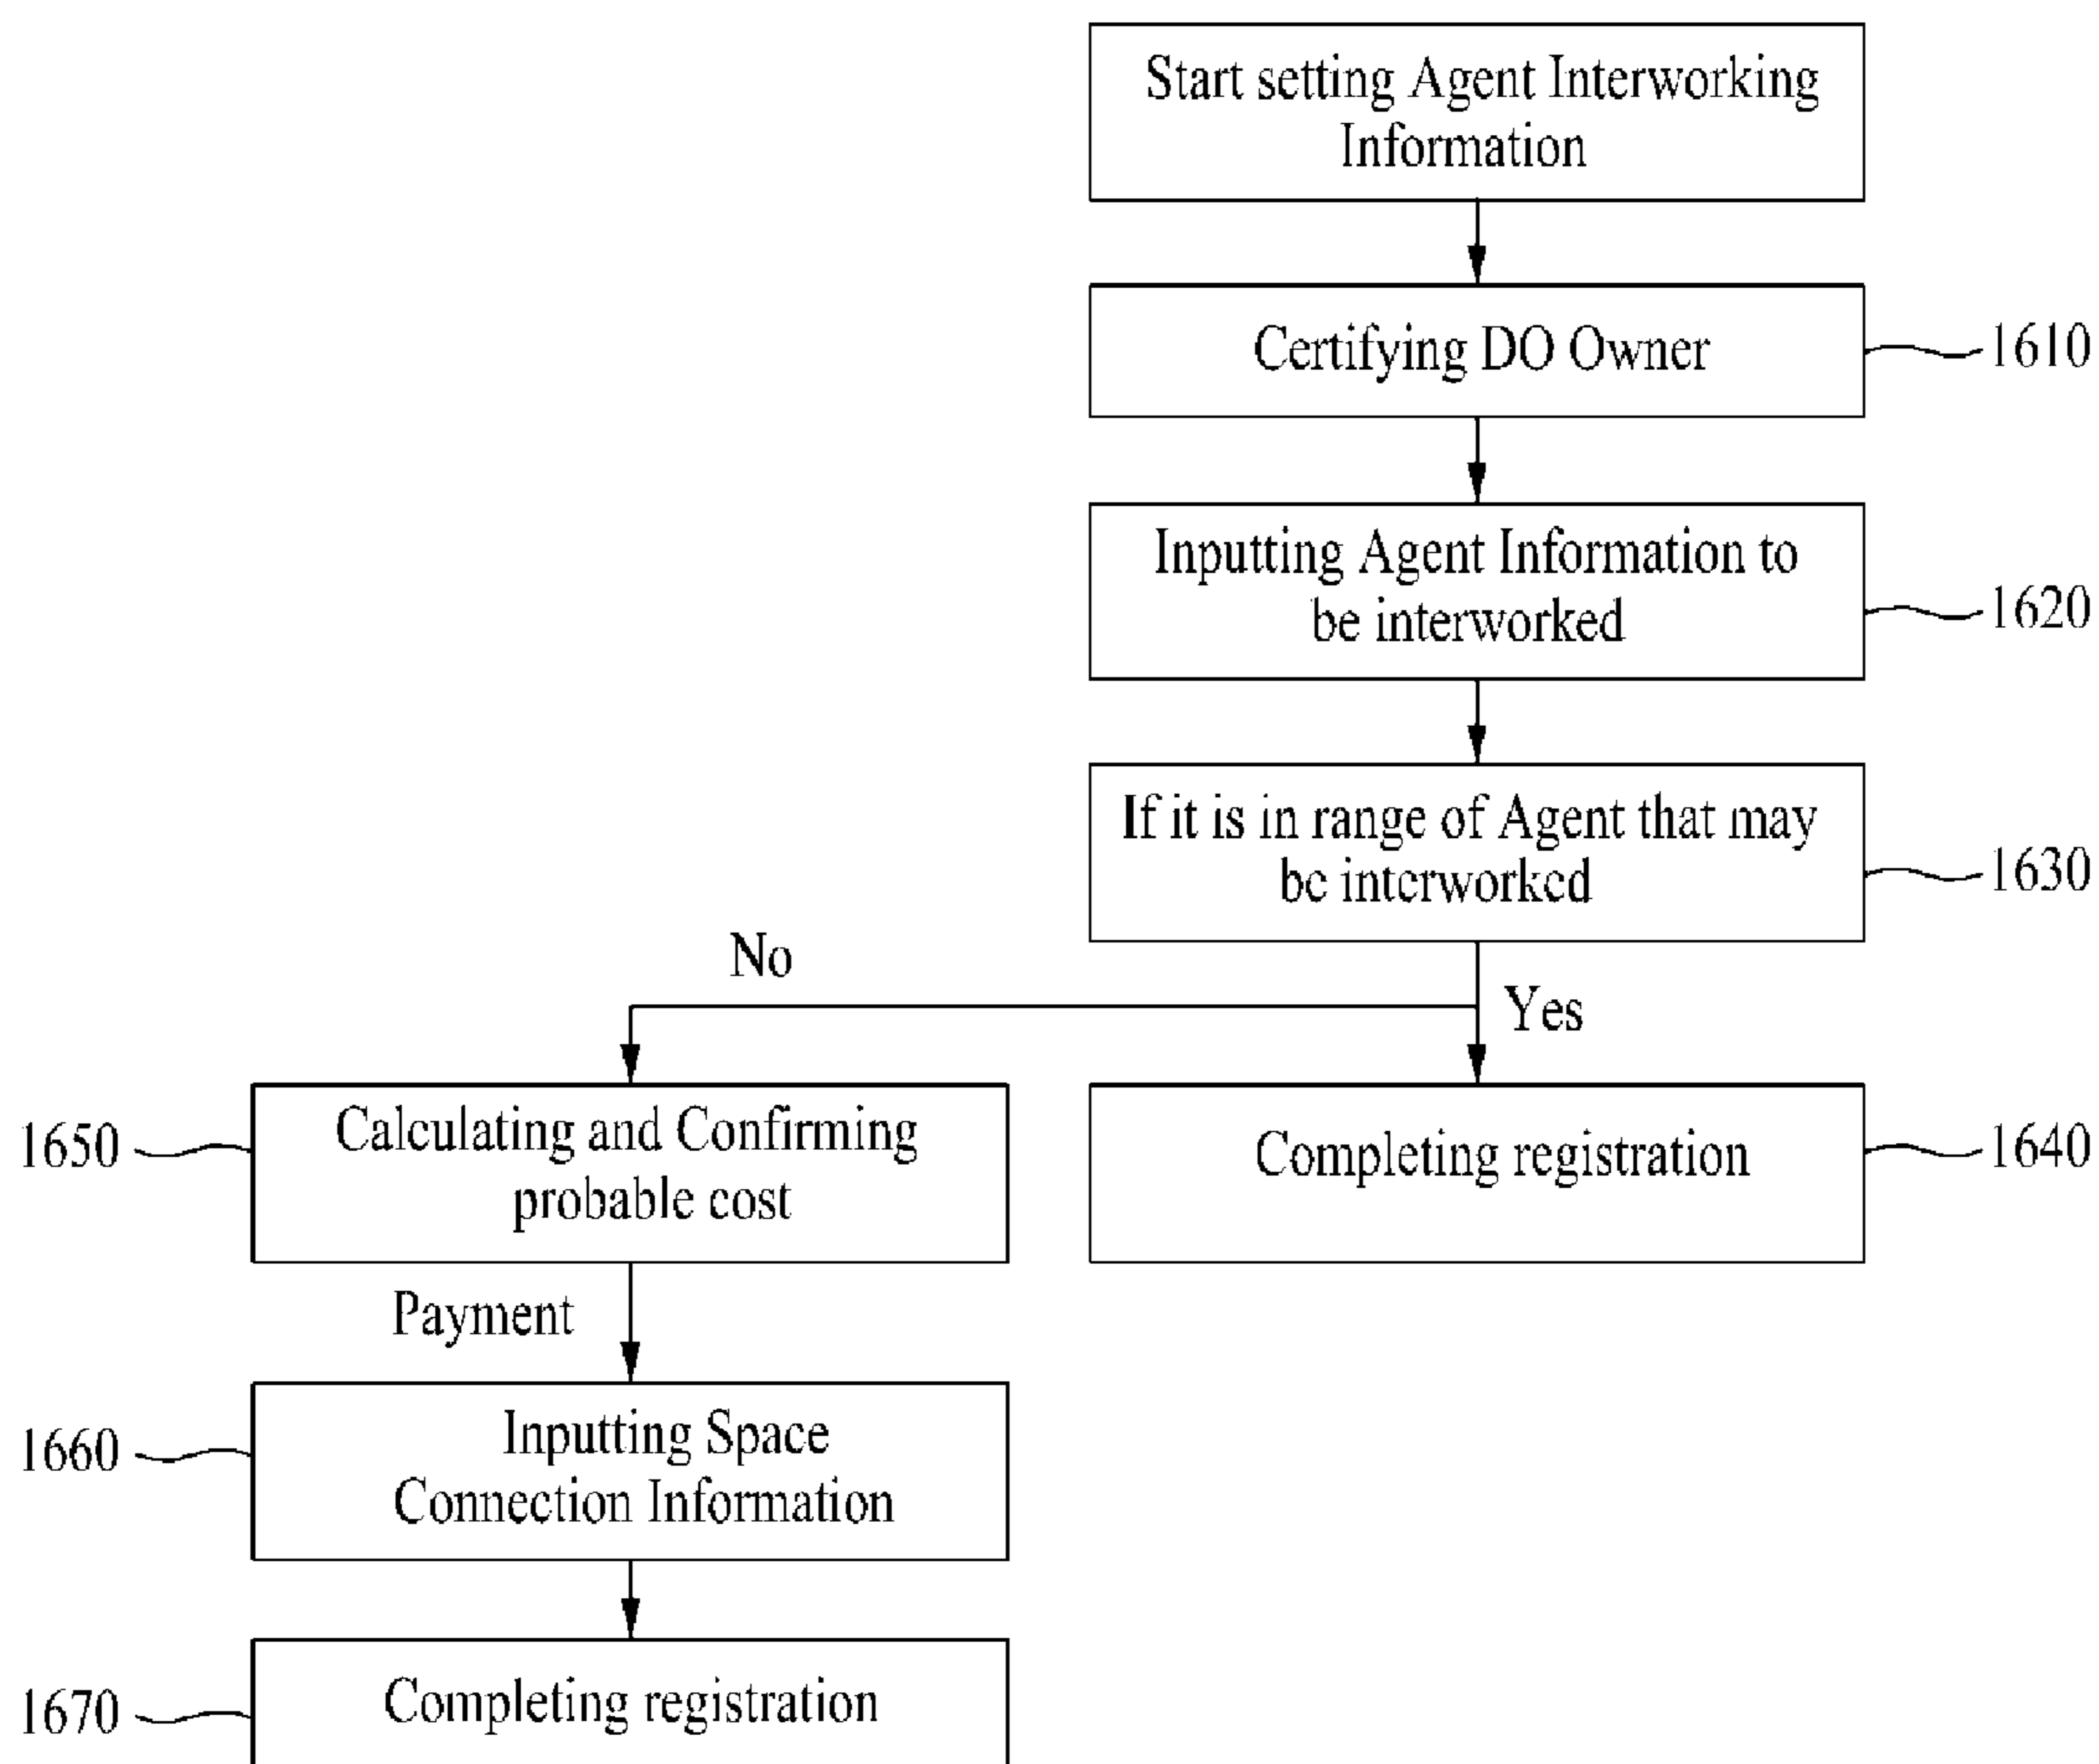 Start setting Agent Interworking
Information
Certifying DO Owner
1610
Inputting Agent Information to
be interworked
1620
If it is in range of Agent that may
be interworked
1630
No
Yes
1650
Calculating and Confirming
probable cost
Completing registration
1640
Payment
1660
Inputting Space
Connection Information
1670
Completing registration